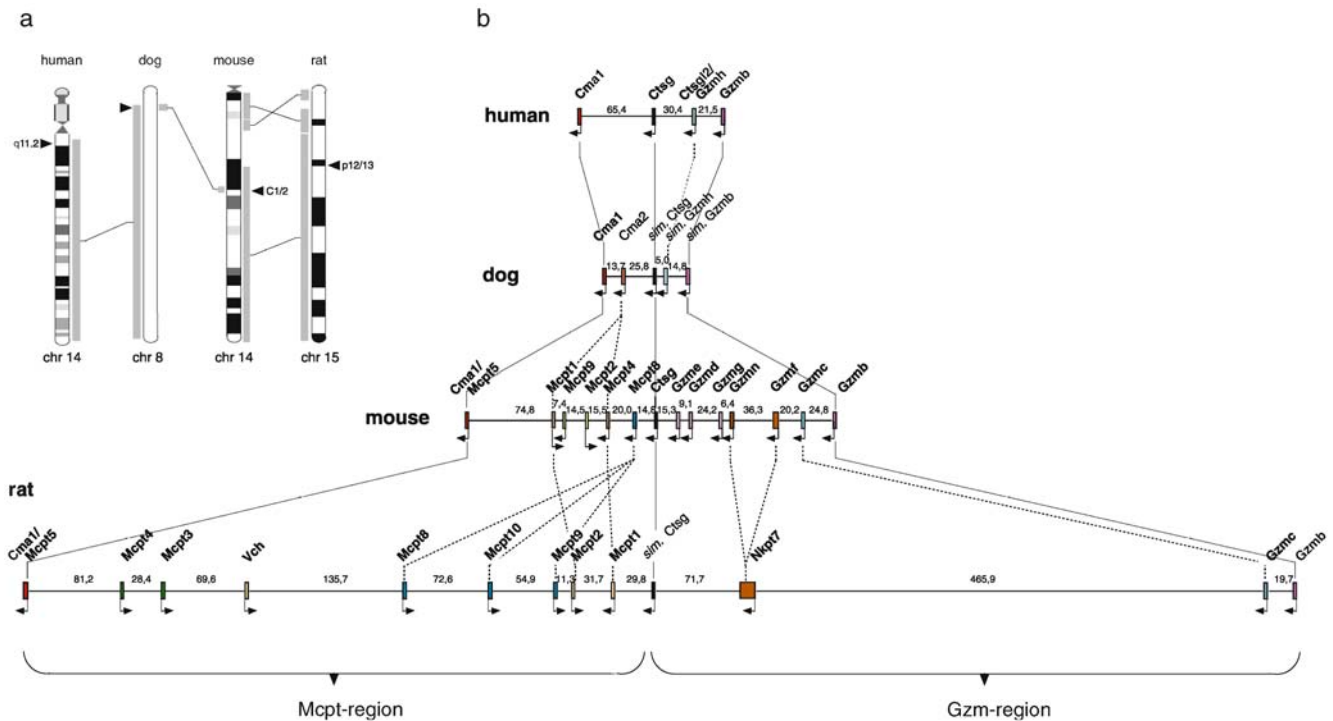 a
human
dog
mouse
rat
q11.2
C1/2
p12/13
chr 14
chr 8
chr 14
chr 15
b
human
Cma1
Ctsg
Ctsgl2/
Gzmh
Gzmb
65,4
30,4
21,5
dog
Cma1
Cma2
sim. Ctsg
sim. Gzmh
sim. Gzmb
13,7
25,8
5,0
14,8
mouse
Cma1/
Mcpt5
Mcpt1
Mcpt9
Mcpt2
Mcpt4
Mcpt8
Ctsg
Gzme
Gzmd
Gzmg
Gzmn
Gzmf
Gzmc
Gzmb
74,8
7,4
14,5
15,5
20,0
14,8
15,3
9,1
24,2
6,4
36,3
20,2
24,8
rat
Cma1/
Mcpt5
Mcpt4
Mcpt3
Vch
Mcpt8
Mcpt10
Mcpt9
Mcpt2
Mcpt1
sim. Ctsg
Nkpt7
Gzmc
Gzmb
81,2
28,4
69,6
135,7
72,6
54,9
11,3
31,7
29,8
71,7
465,9
19,7
Mcpt-region
Gzm-region